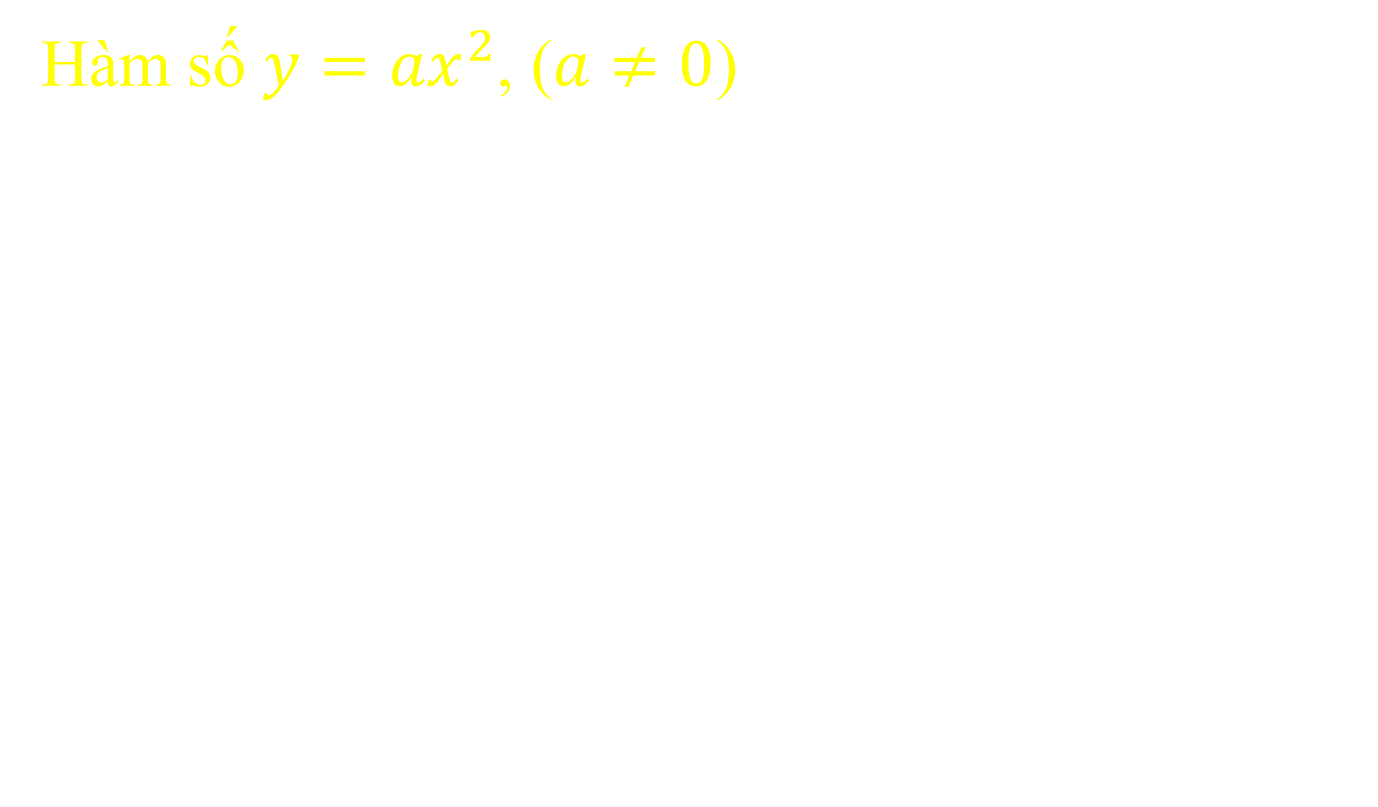 Hàm số y = ax², (a ≠ 0)